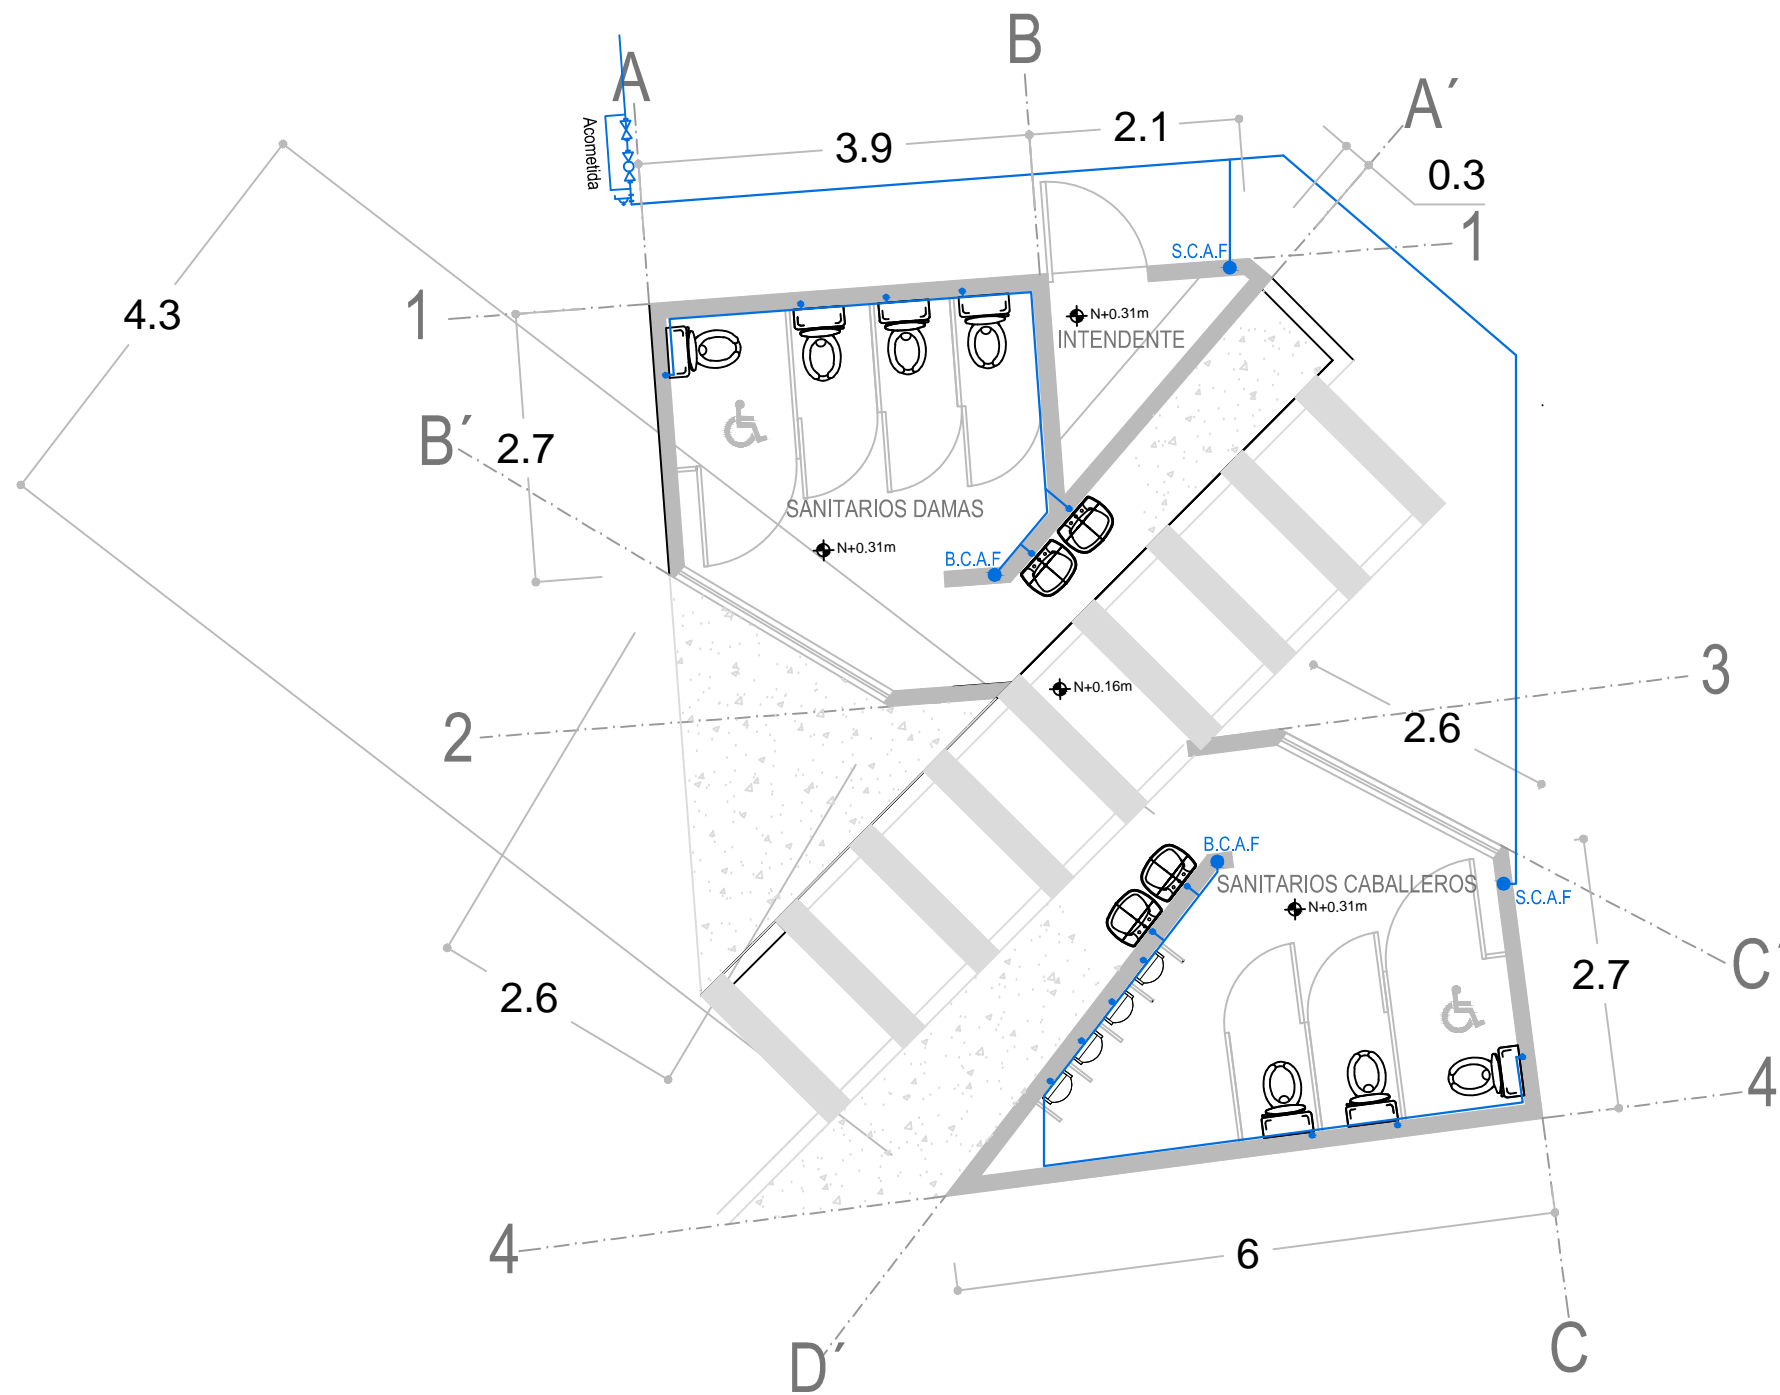 B
A
A´
2.1
3.9
Acometida
0.3
1
S.C.A.F
4.3
1
N+0.31m
INTENDENTE
B´
2.7
SANITARIOS DAMAS
N+0.31m
B.C.A.F
3
N+0.16m
2
2.6
B.C.A.F
SANITARIOS CABALLEROS
S.C.A.F
N+0.31m
C´
2.7
2.6
4
4
6
D´
C